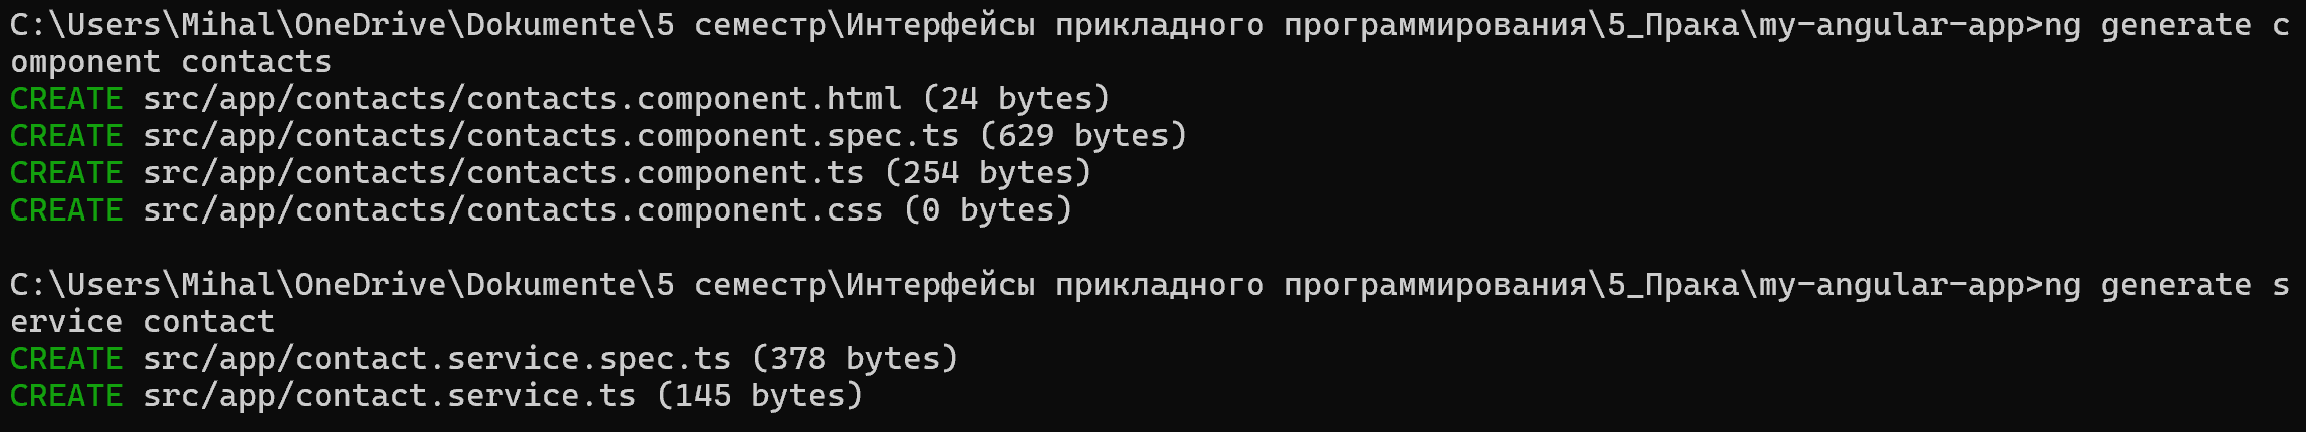 C:\Users\Mihal\OneDrive\Dokumente\5 семестр\Интерфейсы прикладного программирования\5_Прака\my-angular-app>ng generate c
omponent contacts
CREATE src/app/contacts/contacts.component.html (24 bytes)
CREATE src/app/contacts/contacts.component.spec.ts (629 bytes)
CREATE src/app/contacts/contacts.component.ts (254 bytes)
CREATE src/app/contacts/contacts.component.css (0 bytes)
C:\Users\Mihal\OneDrive\Dokumente\5 семестр\Интерфейсы прикладного программирования\5_Прака\my-angular-app>ng generate s
ervice contact
CREATE src/app/contact.service.spec.ts (378 bytes)
CREATE src/app/contact.service.ts (145 bytes)